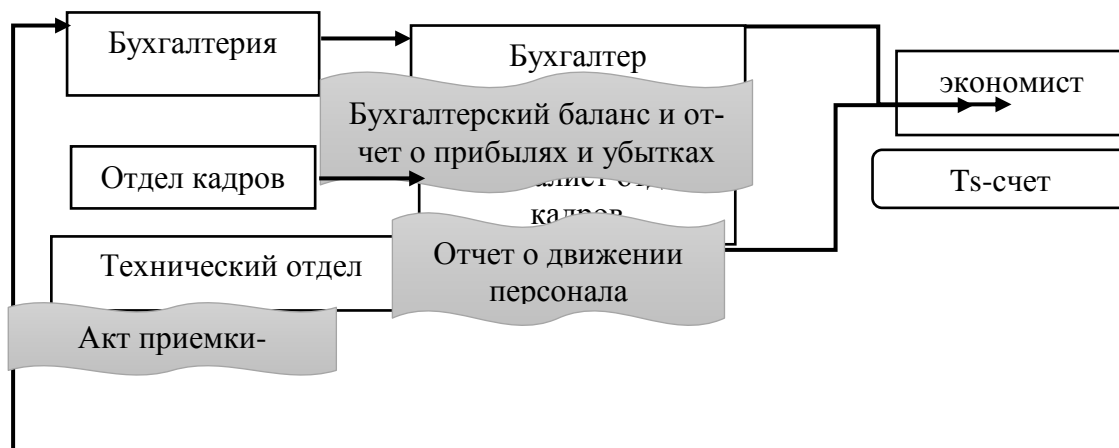 Бухгалтерия
Бухгалтер
экономист
Бухгалтерский баланс и от-
чет о прибылях и убытках
Отдел кадров
кадров
Ts-счет
Технический отдел
Отчет о движении
персонала
Акт приемки-